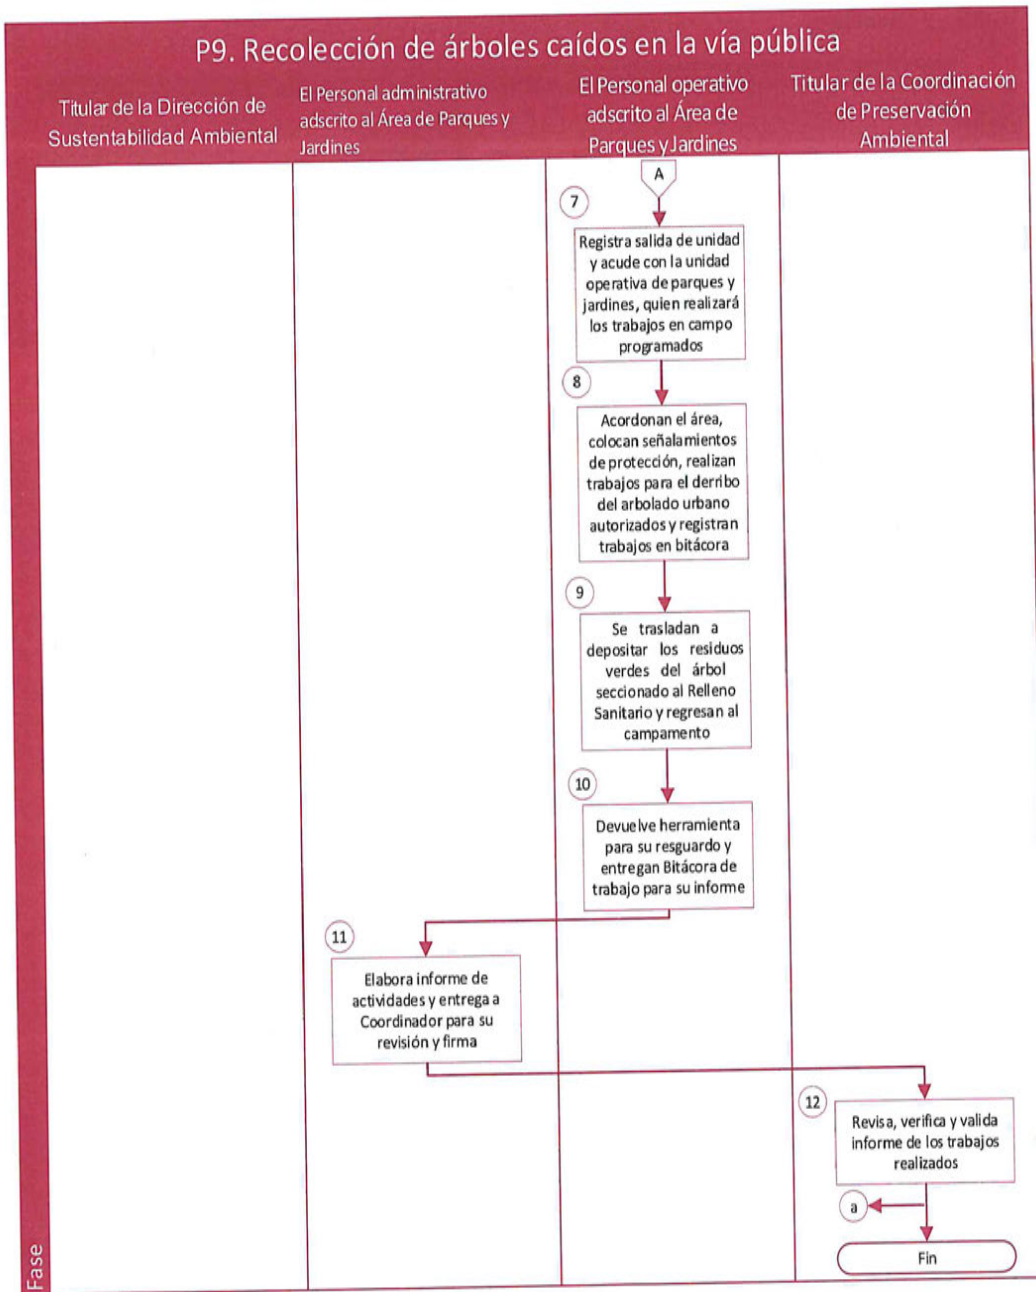 P9. Recolección de árboles caídos en la vía pública
Titular de la Dirección de
Sustentabilidad Ambiental
El Personal administrativo
adscrito al Área de Parques y
Jardines
El Personal operativo
adscrito al Área de
Parques y Jardines
Titular de la Coordinación
de Preservación
Ambiental
A
7
Registra salida de unidad
y acude con la unidad
operativa de parques y
jardines, quien realizará
los trabajos en campo
programados
8
Acordonan el área,
colocan señalamientos
de protección, realizan
trabajos para el derribo
del arbolado urbano
autorizados y registran
trabajos en bitácora
9
Se trasladan a
depositar los residuos
verdes del árbol
seccionado al Relleno
Sanitario y regresan al
campamento
10
Devuelve herramienta
para su resguardo y
entregan Bitácora de
trabajo para su informe
11
Elabora informe de
actividades y entrega a
Coordinador para su
revisión y firma
12
Revisa, verifica y valida
informe de los trabajos
realizados
a
Fin
Fase